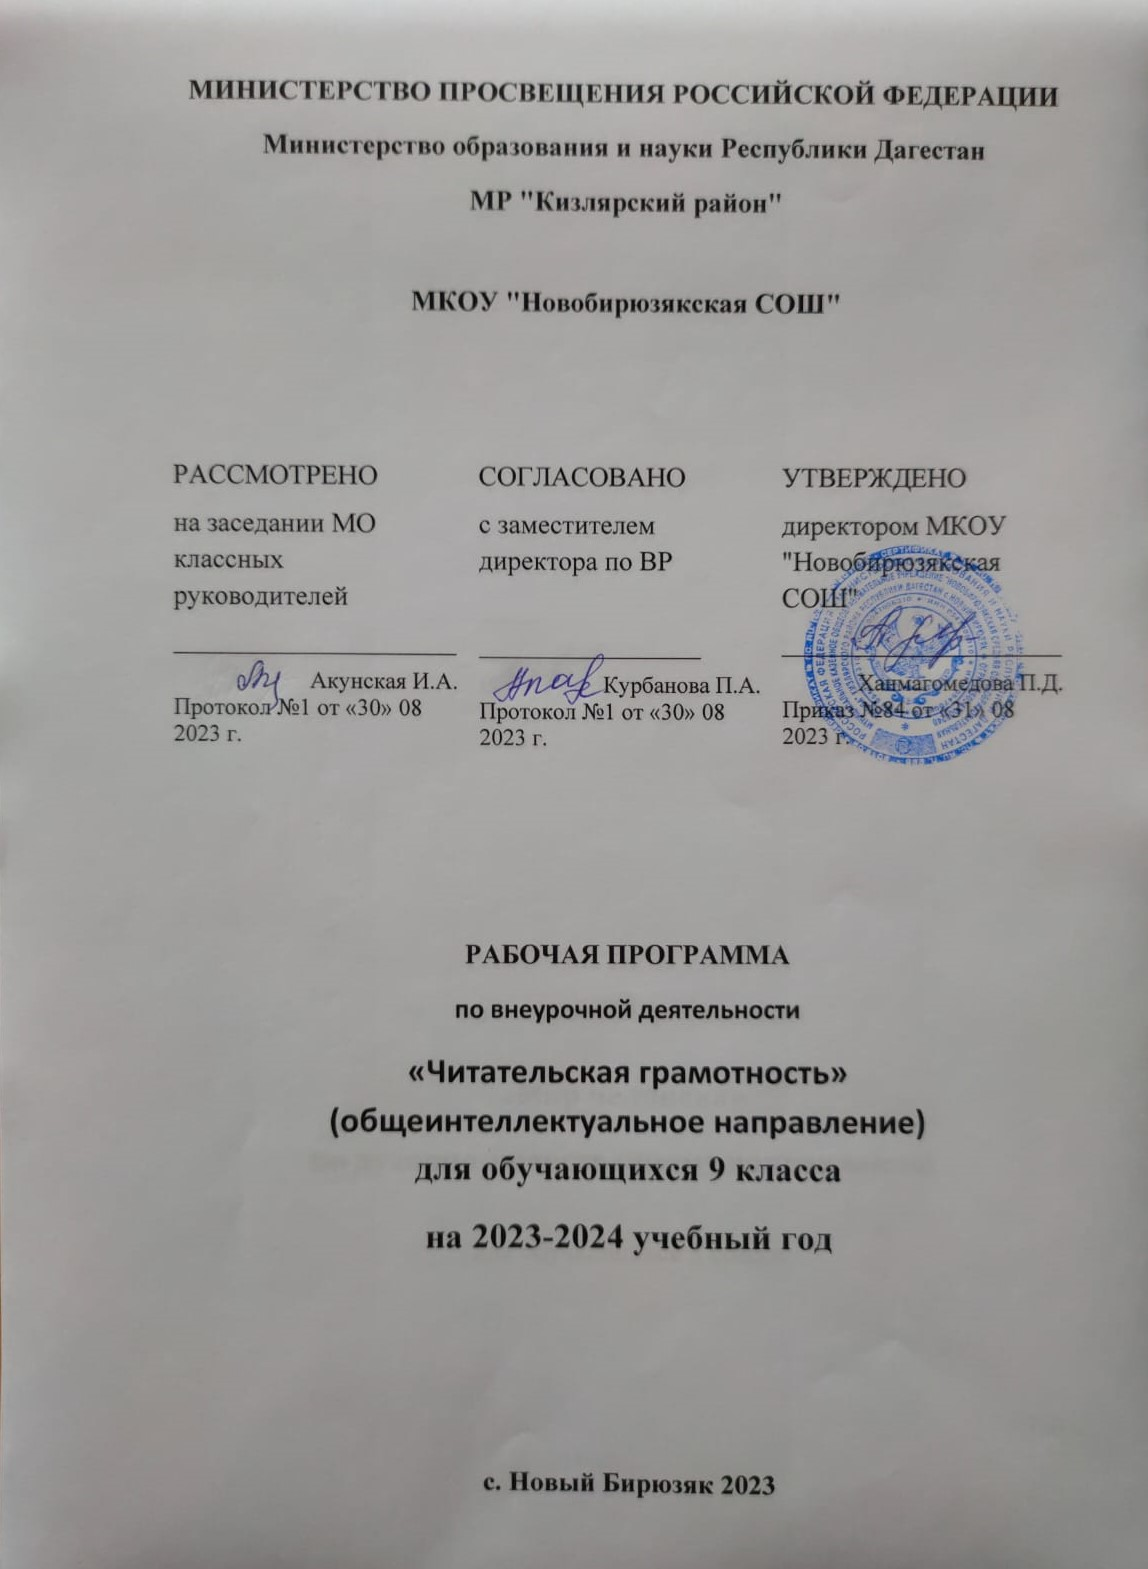 МИНИСТЕРСТВО ПРОСВЕЩЕНИЯ РОССИЙСКОЙ ФЕДЕРАЦИИ
Министерство образования и науки Республики Дагестан
МР "Кизлярский район"
МКОУ "Новобирюзякская СОШ"
РАССМОТРЕНО
на заседании МО
классных
руководителей
Акунская И.А.
Протокол №1 от «30» 08
2023 г.
СОГЛАСОВАНО
с заместителем
директора по ВР
Курбанова П.А.
Протокол №1 от «30» 08
2023 г.
УТВЕРЖДЕНО
директором МКОУ
"Новобирюзякская
СОШ"
Ханмагомедова П.Д.
Приказ №84 от «31» 08
2023 г.
РАБОЧАЯ ПРОГРАММА
по внеурочной деятельности
«Читательская грамотность»
(общеинтеллектуальное направление)
для обучающихся 9 класса
на 2023-2024 учебный год
с. Новый Бирюзяк 2023